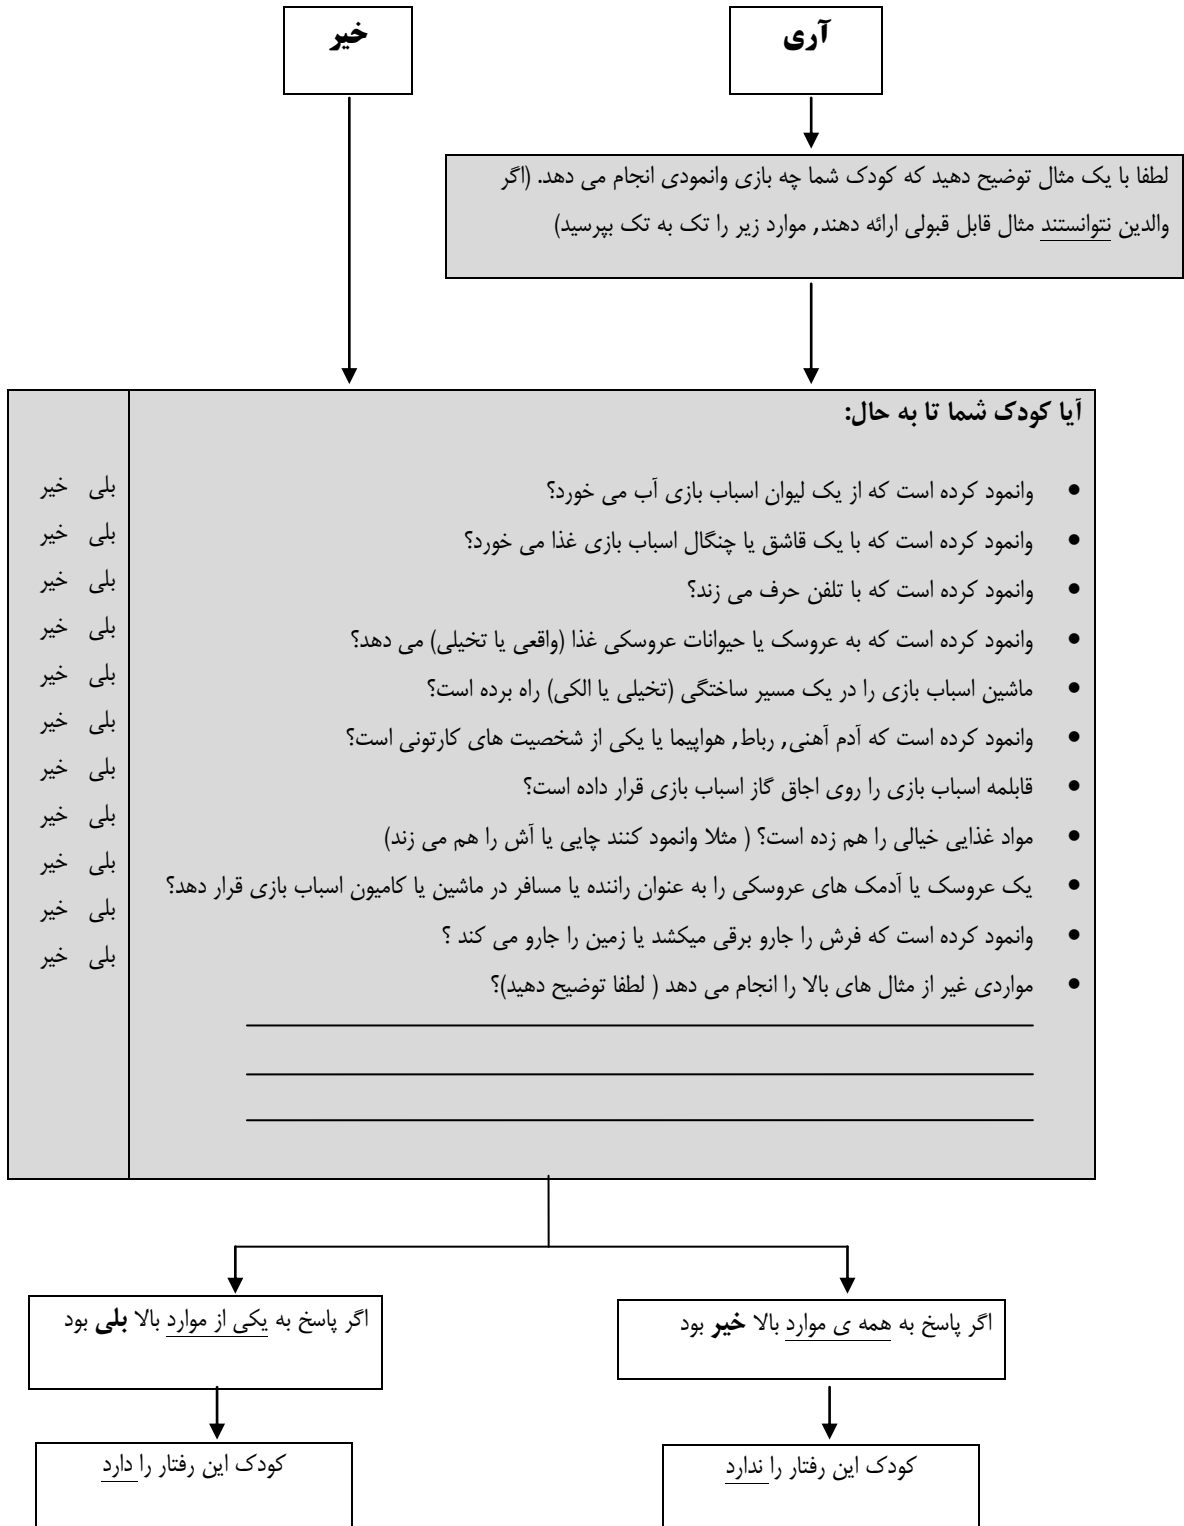 آری
خیر
لطفا با یک مثال توضیح دهید که کودک شما چه بازی وانمودی انجام می دهد. (اگر
والدین نتوانستند مثال قابل قبولی ارائه دهند, موارد زیر را تک به تک بپرسید)
آیا کودک شما تا به حال:
• وانمود کرده است که از یک لیوان اسباب بازی آب می خورد؟ بلی خیر
• وانمود کرده است که با یک قاشق یا چنگال اسباب بازی غذا می خورد؟ بلی خیر
• وانمود کرده است که با تلفن حرف می زند؟ بلی خیر
• وانمود کرده است که به عروسک یا حیوانات عروسکی غذا (واقعی یا تخیلی) می دهد؟ بلی خیر
• ماشین اسباب بازی را در یک مسیر ساختگی (تخیلی یا الکی) راه برده است؟ بلی خیر
• وانمود کرده است که آدم آهنی, رباط, هواپیما یا یکی از شخصیت های کارتونی است؟ بلی خیر
• قابلمه اسباب بازی را روی اجاق گاز اسباب بازی قرار داده است؟ بلی خیر
• مواد غذایی خیالی را هم زده است؟ ( مثلا وانمود کنند چایی یا آش را هم می زند) بلی خیر
• یک عروسک یا آدمک های عروسکی را به عنوان راننده یا مسافر در ماشین یا کامیون اسباب بازی قرار دهد؟ بلی خیر
• وانمود کرده است که فرش را جارو برقی میکشد یا زمین را جارو می کند ؟ بلی خیر
• مواردی غیر از مثال های بالا را انجام می دهد ( لطفا توضیح دهید)؟ بلی خیر
اگر پاسخ به همه ی موارد بالا خیر بود
اگر پاسخ به یکی از موارد بالا بلی بود
کودک این رفتار را ندارد
کودک این رفتار را دارد